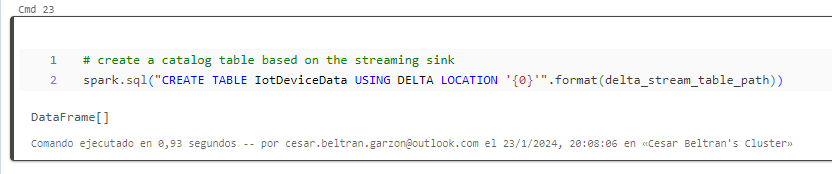 Cmd 23
1 # create a catalog table based on the streaming sink
2 spark.sql("CREATE TABLE IotDeviceData USING DELTA LOCATION '{0}'".format(delta_stream_table_path))
DataFrame[]
Comando ejecutado en 0,93 segundos -- por cesar.beltran.garzon@outlook.com el 23/1/2024, 20:08:06 en «Cesar Beltran's Cluster»